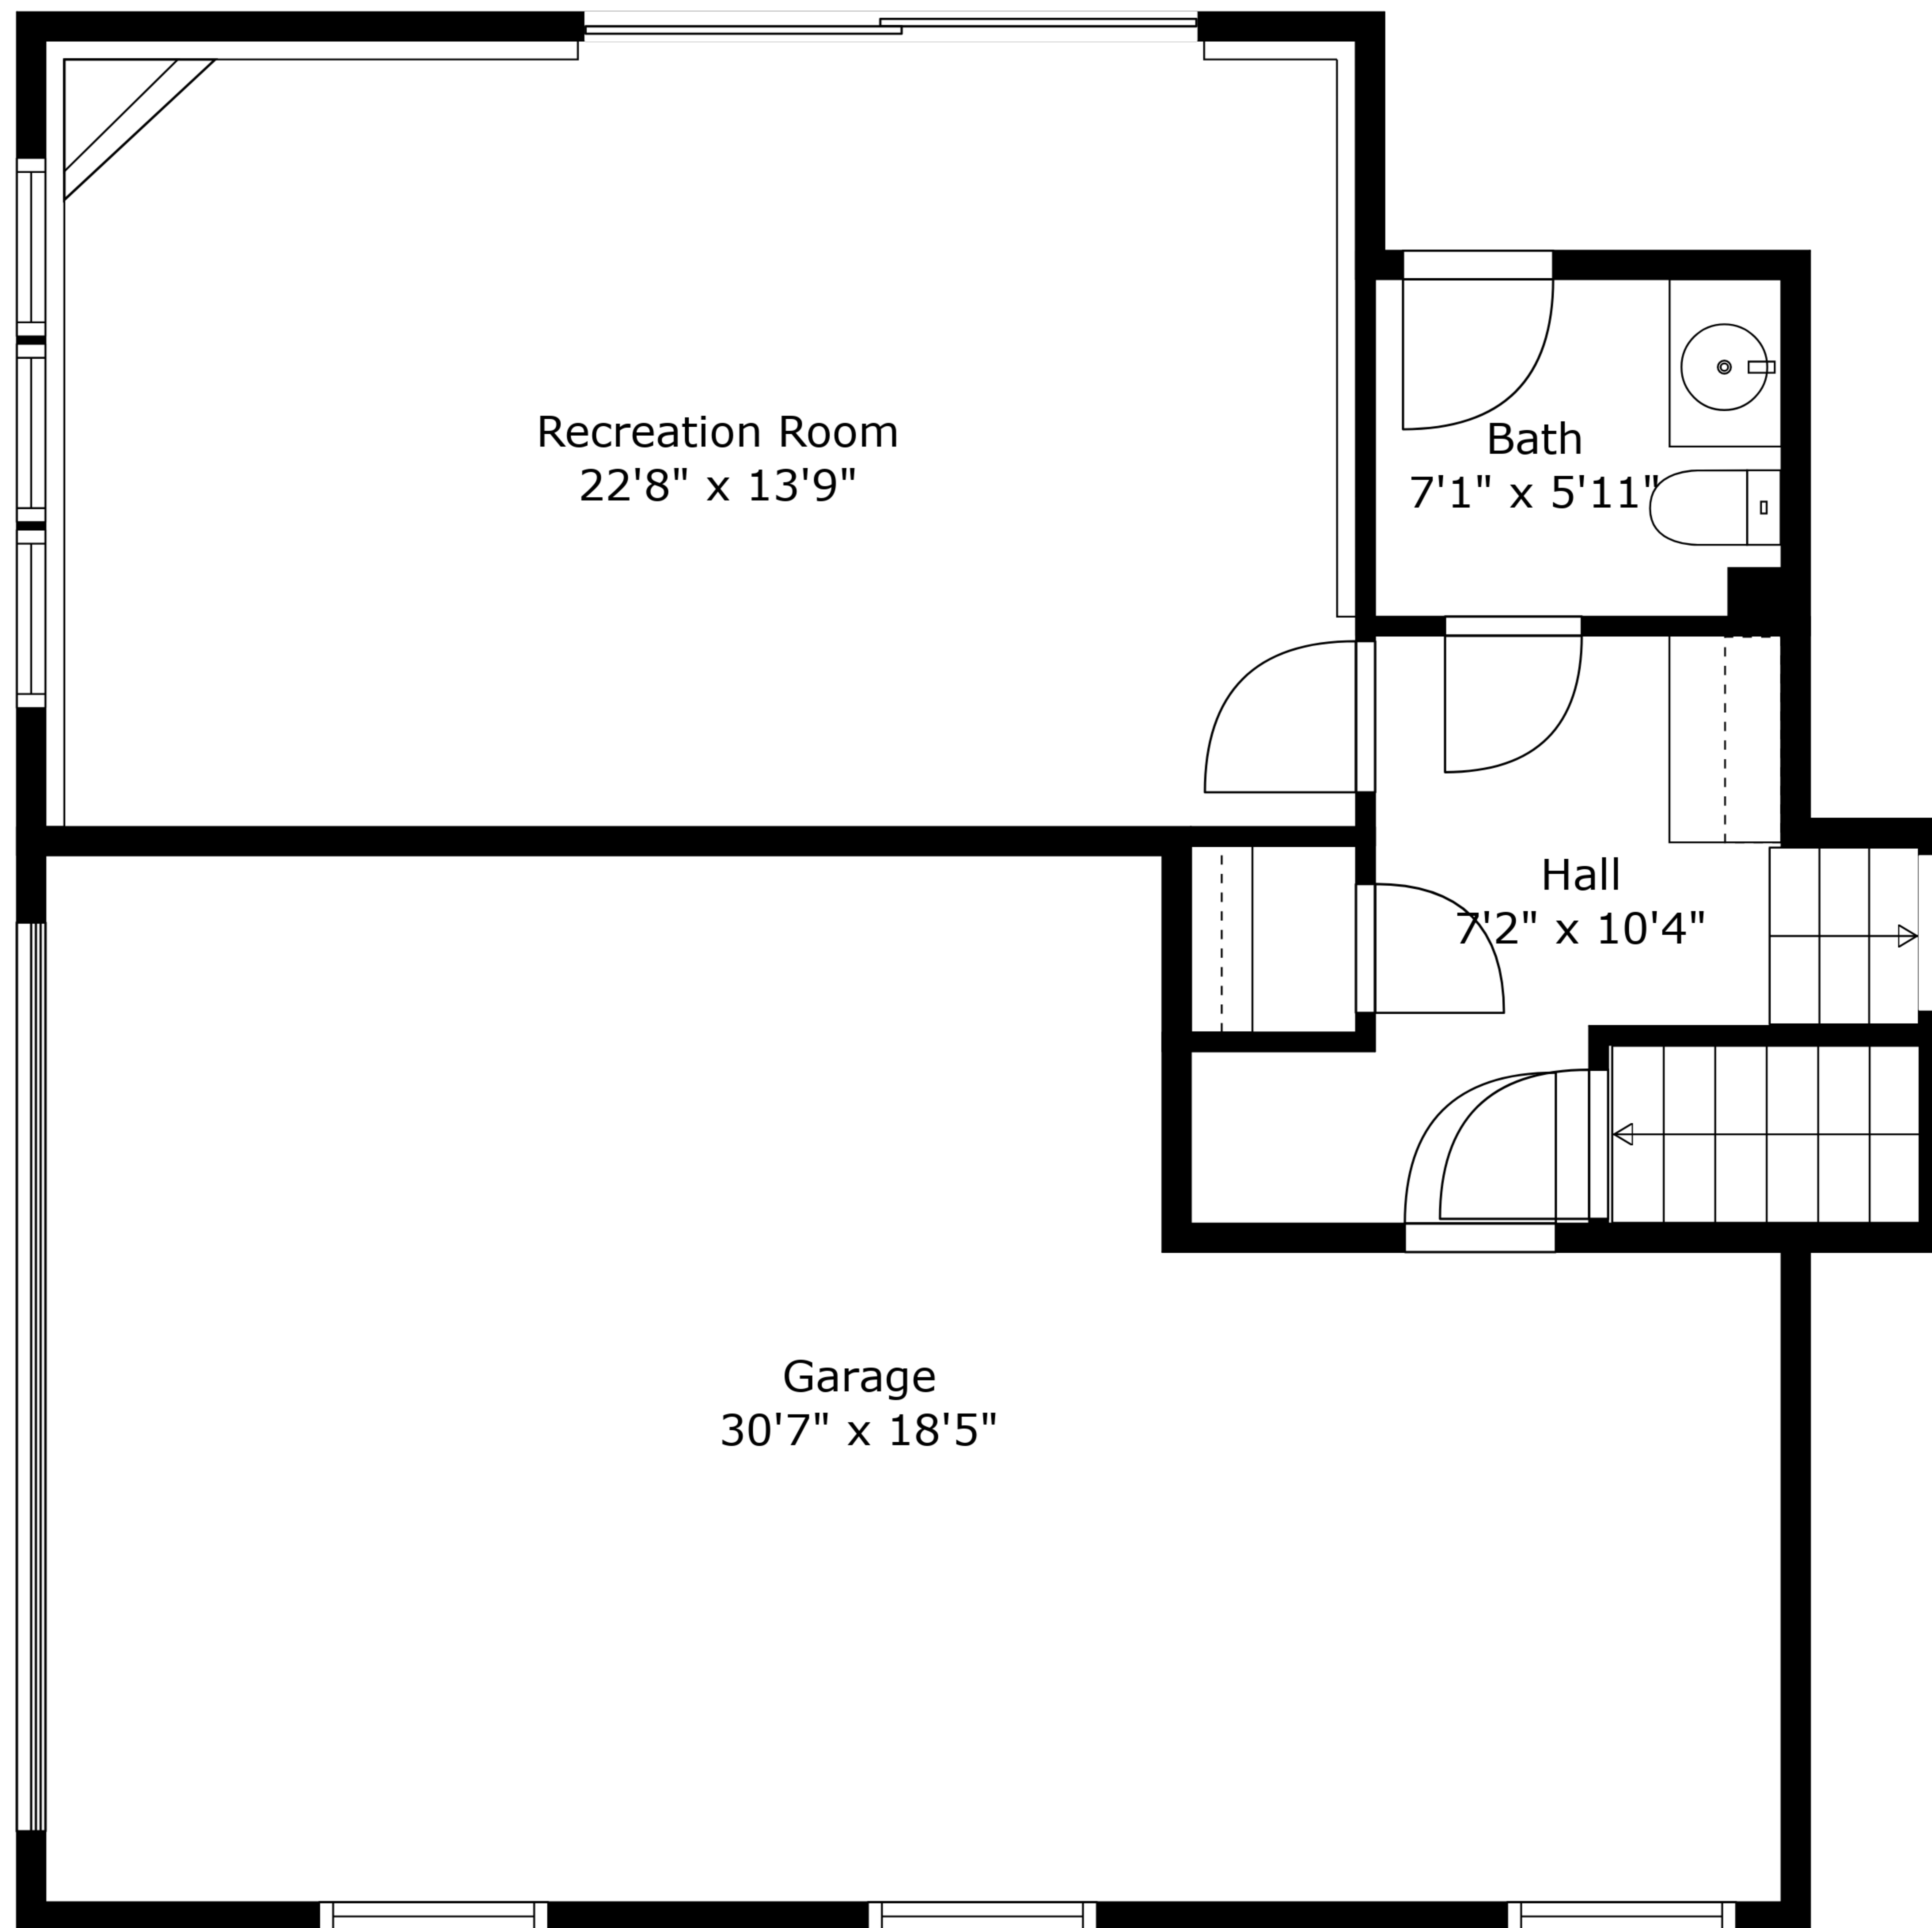 Recreation Room
22'8" x 13'9"
Bath
7'1" x 5'11"
Hall
7'2" x 10'4"
Garage
30'7" x 18'5"